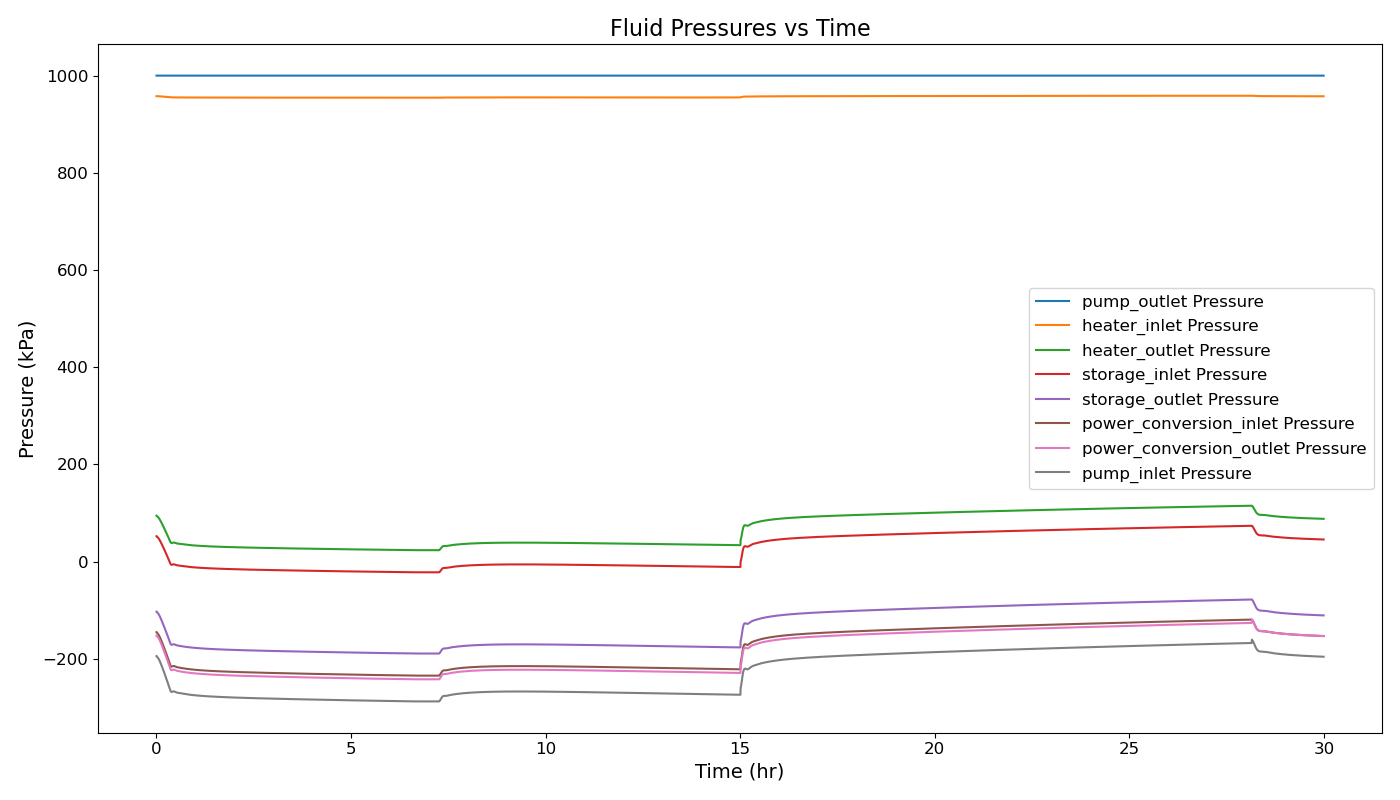 Fluid Pressures vs Time
Pressure (kPa)
1000
800
600
400
200
0
−200
pump_outlet Pressure
heater_inlet Pressure
heater_outlet Pressure
storage_inlet Pressure
storage_outlet Pressure
power_conversion_inlet Pressure
power_conversion_outlet Pressure
pump_inlet Pressure
0 5 10 15 20 25 30
Time (hr)